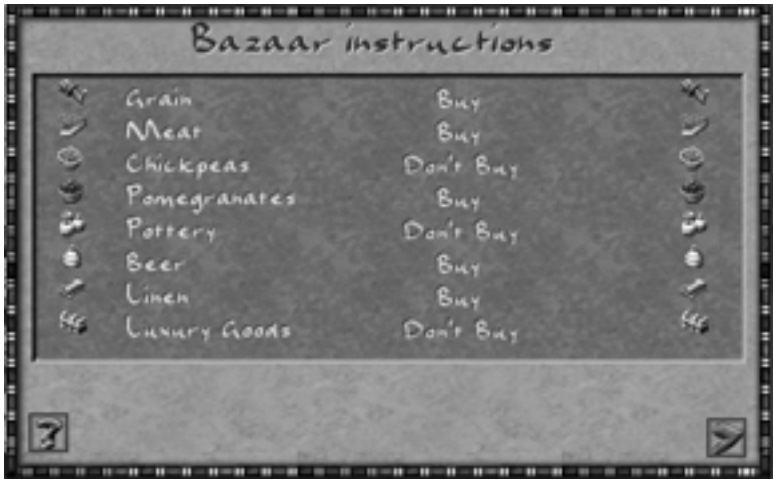 Bazaar instructions
Grain Buy
Meat Buy
Chickpeas Don't Buy
Pomegranates Buy
Pottery Don't Buy
Beer Buy
Linen Buy
Luxury Goods Don't Buy
?